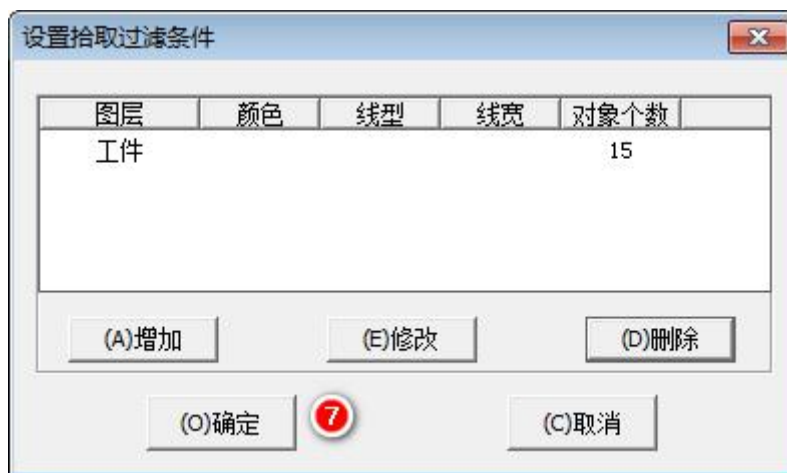 设置拾取过滤条件
图层 颜色 线型 线宽 对象个数
工件 15
(A)增加 (E)修改 (D)删除
(O)确定 7 (C)取消